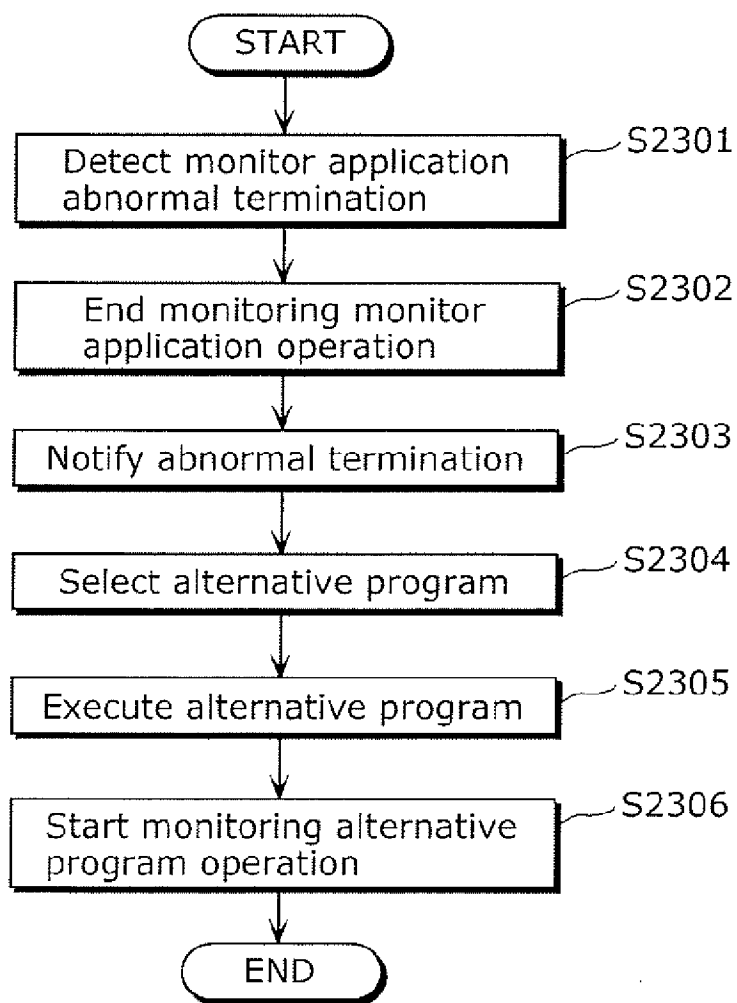 START
Detect monitor application
abnormal termination
S2301
End monitoring monitor
application operation
S2302
Notify abnormal termination
S2303
Select alternative program
S2304
Execute alternative program
S2305
Start monitoring alternative
program operation
S2306
END